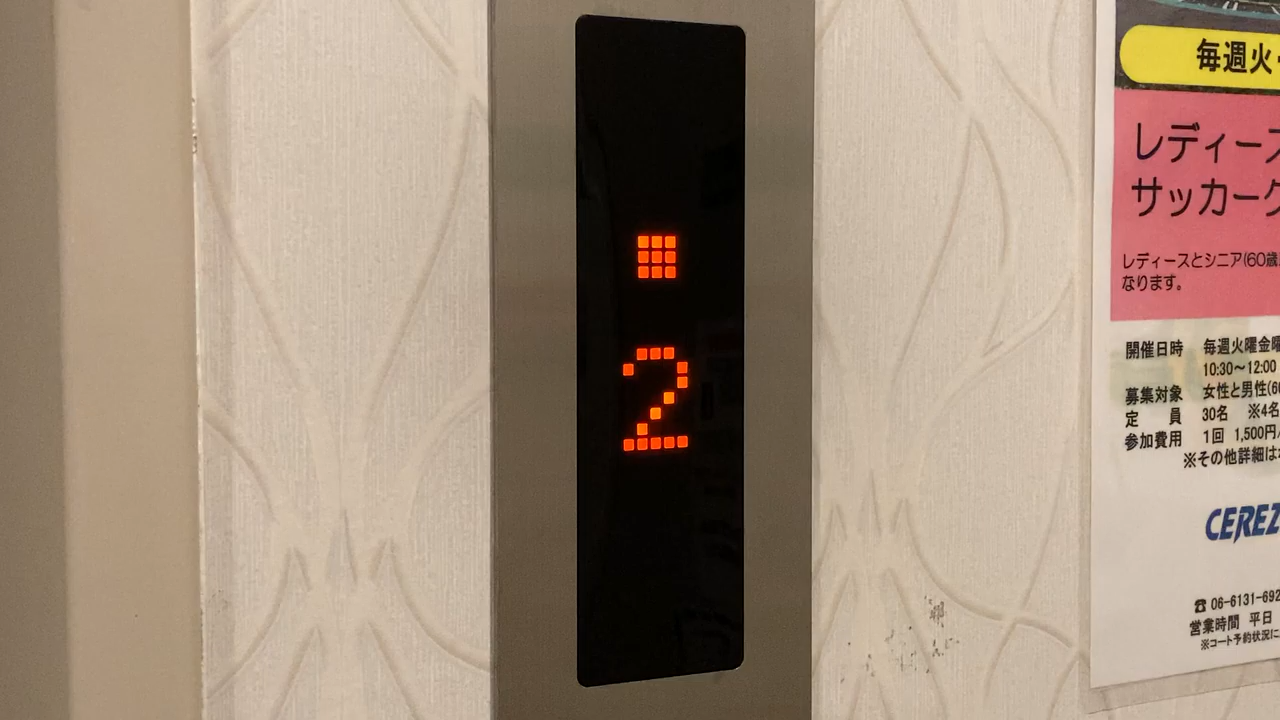 2
毎週火・
レディース
サッカーク
レディースとシニア(60歳
なります。
開催日時 毎週火曜金曜
10:30～12:00
募集対象 女性と男性(60
定 員 30名 ※4名
参加費用 1回 1,500円
※その他詳細は
CEREZ
☎ 06-6131-692
営業時間 平日
※コート予約状況に